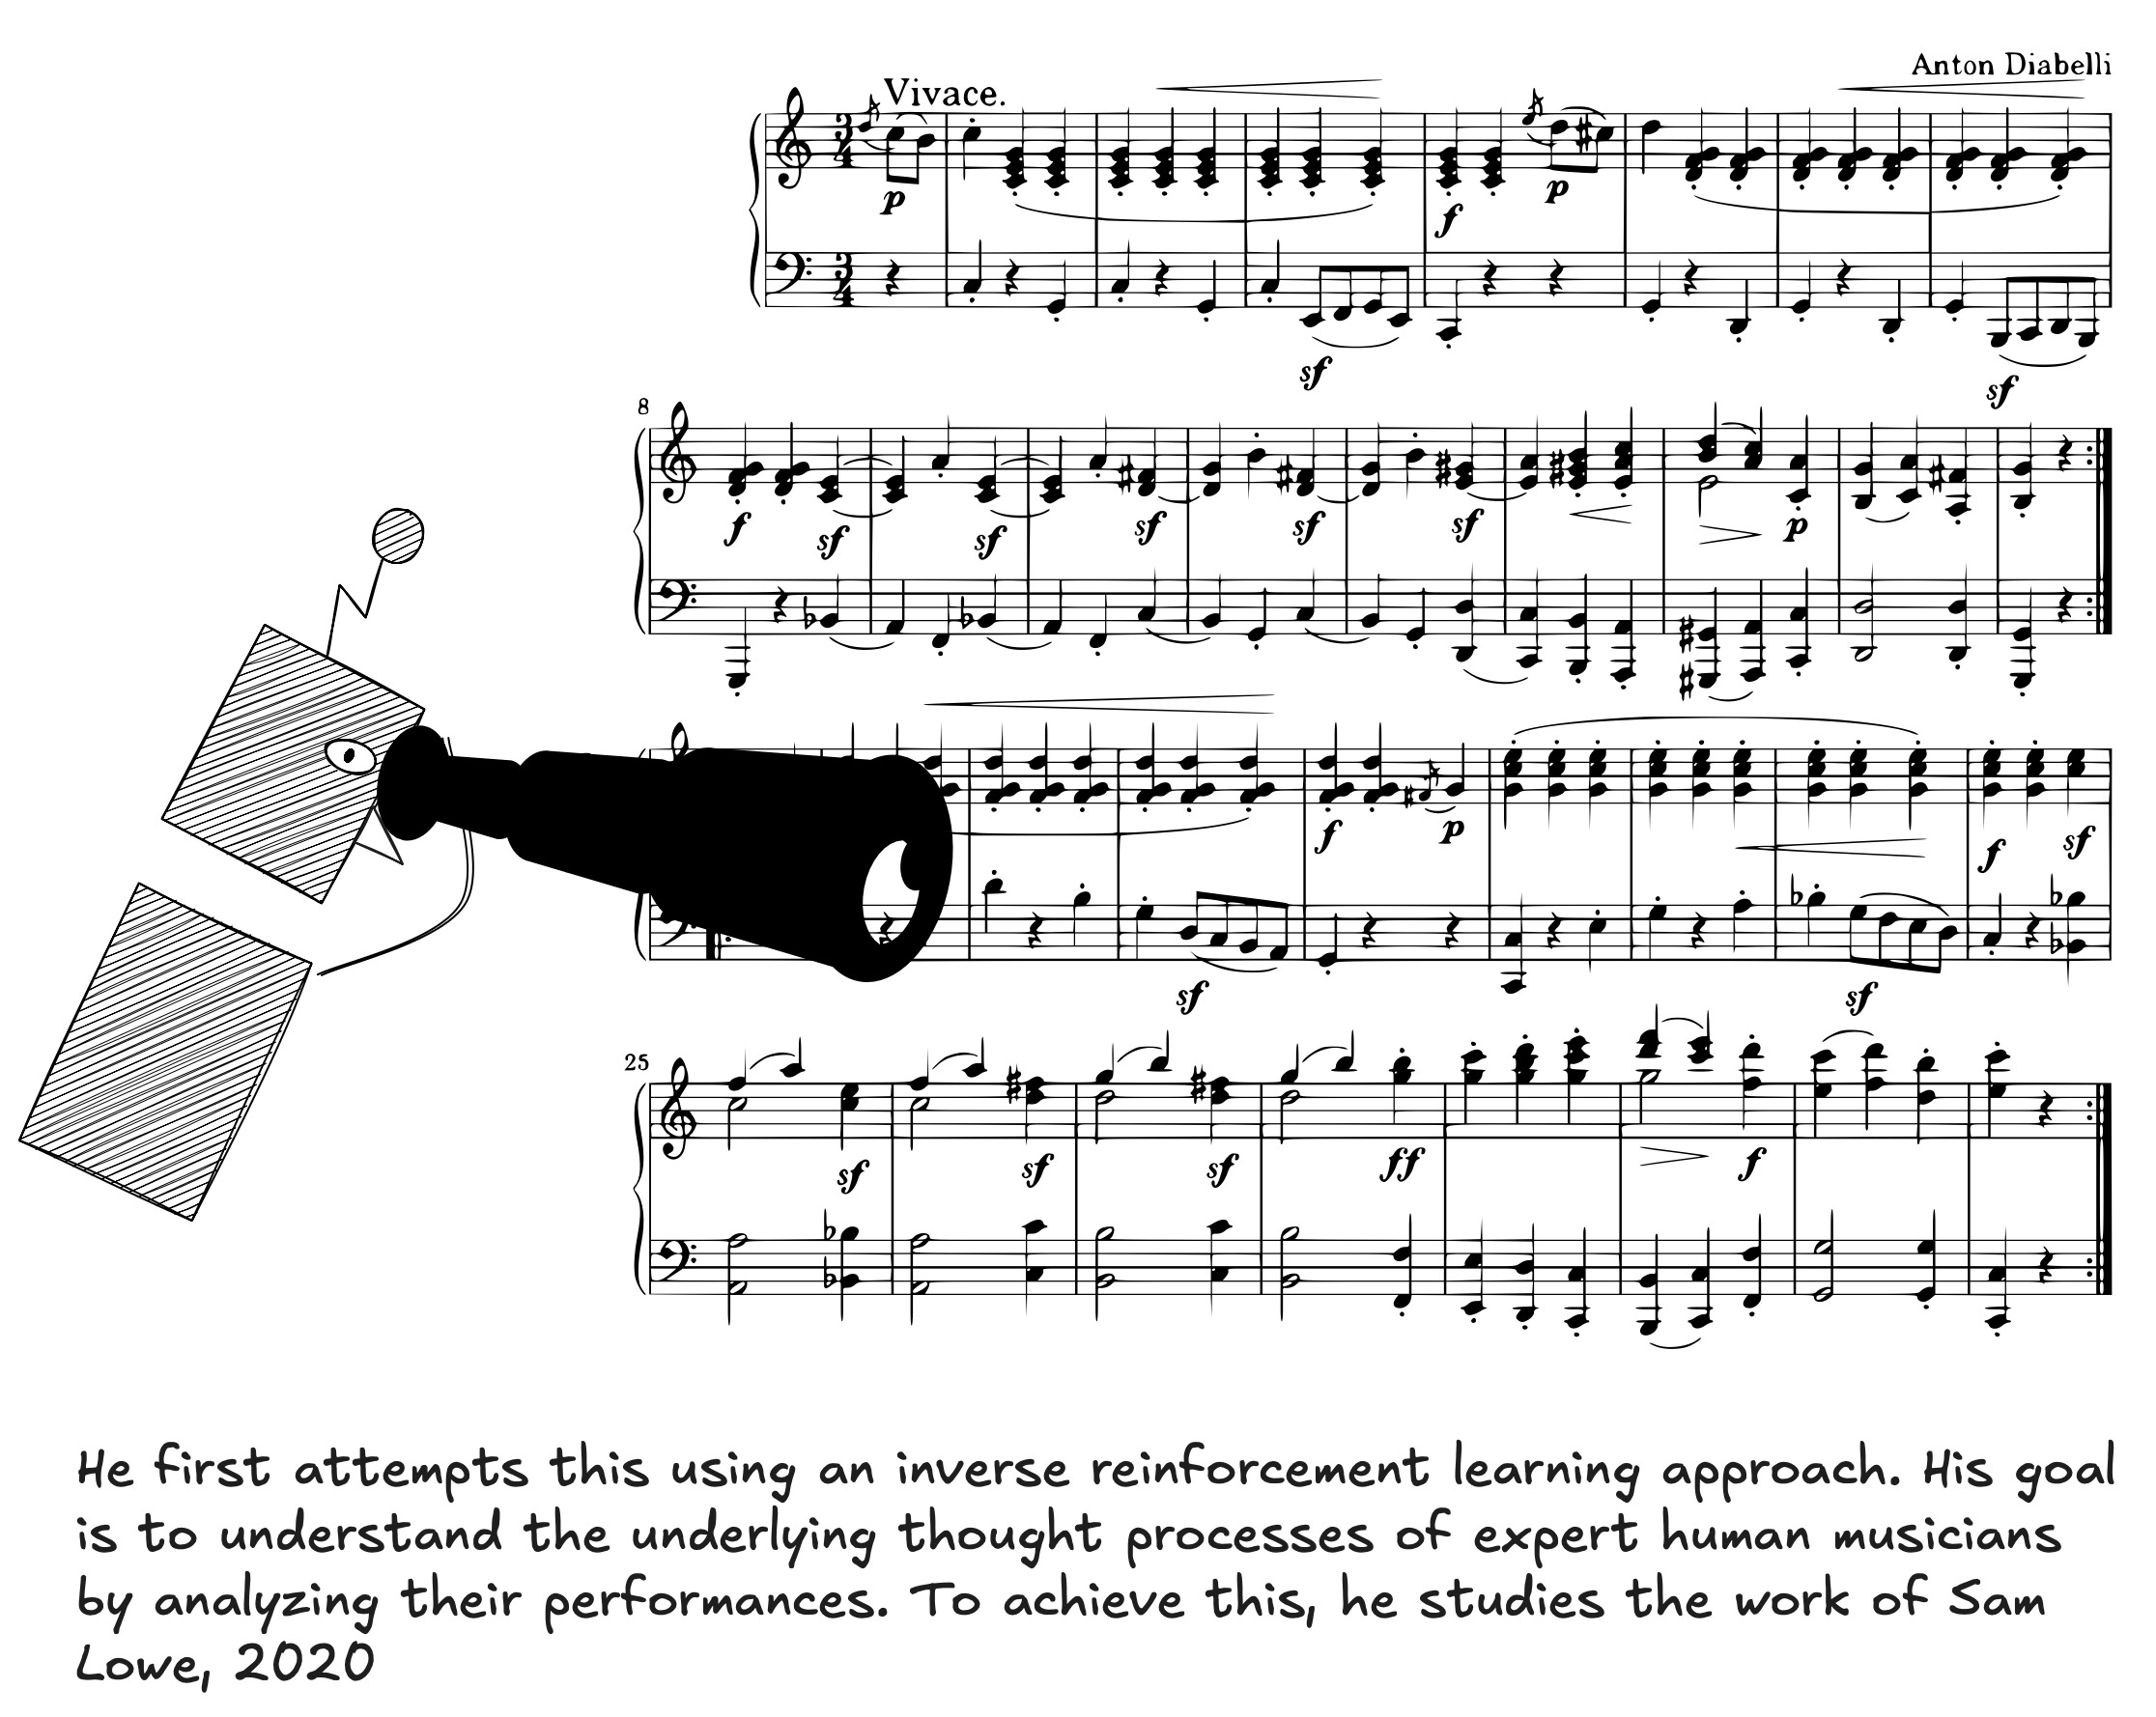 Anton Diabelli
Vivace.
3 4
p f p
3 4
sf sf
8
f sf sf sf sf sf p
f p f sf
sf sf
25
sf sf sf ff f
He first attempts this using an inverse reinforcement learning approach. His goal
is to understand the underlying thought processes of expert human musicians
by analyzing their performances. To achieve this, he studies the work of Sam
Lowe, 2020